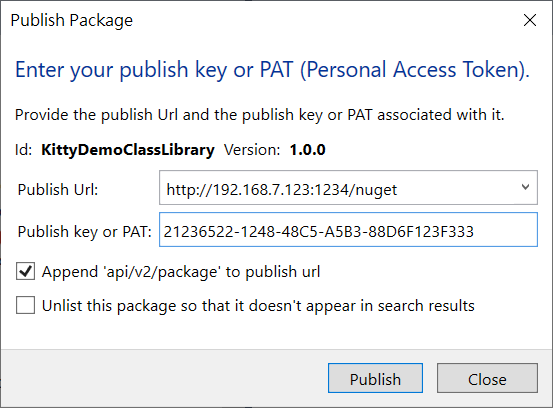 Publish Package
Enter your publish key or PAT (Personal Access Token).
Provide the publish Url and the publish key or PAT associated with it.
Id: KittyDemoClassLibrary Version: 1.0.0
Publish Url: http://192.168.7.123:1234/nuget
Publish key or PAT: 21236522-1248-48C5-A5B3-88D6F123F333
Append 'api/v2/package' to publish url
Unlist this package so that it doesn't appear in search results
Publish Close